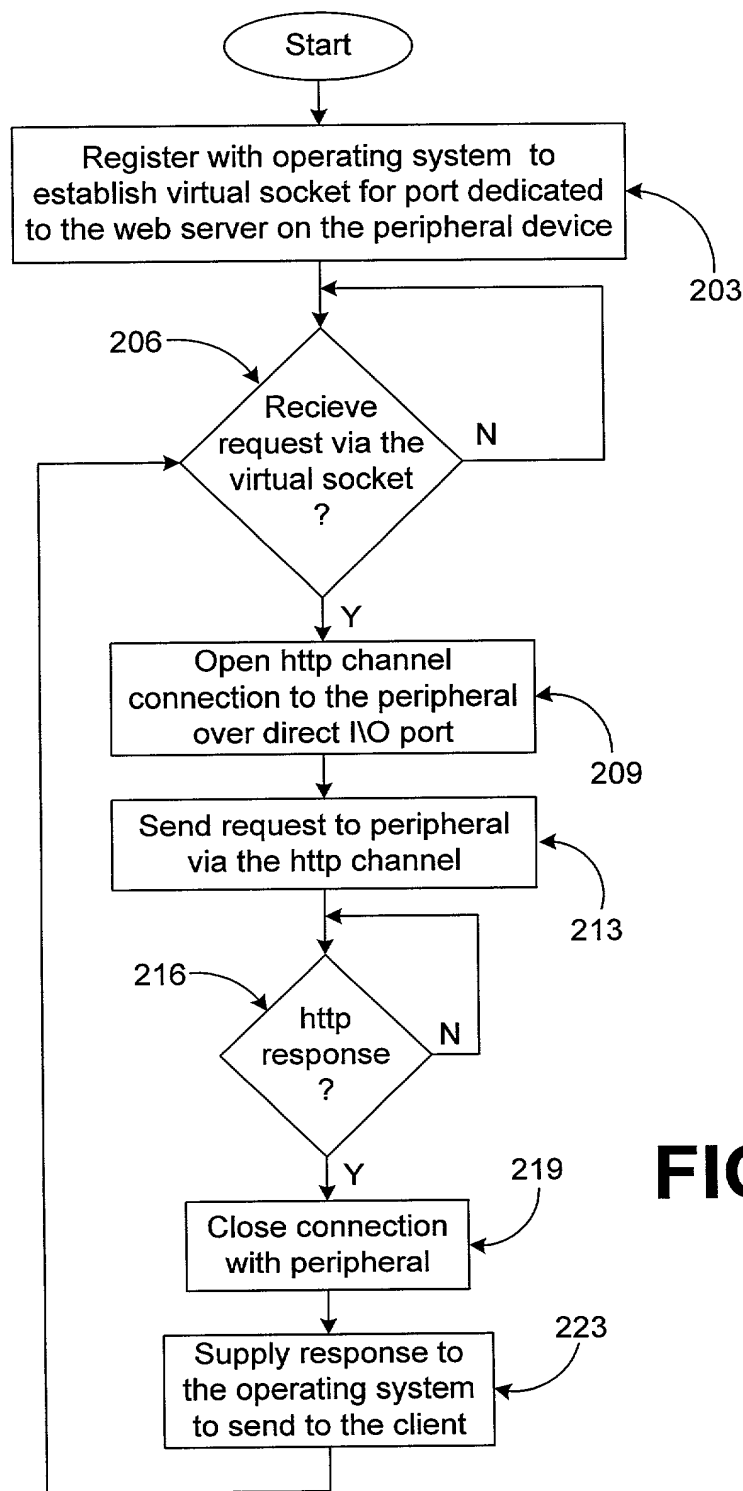 Start
Register with operating system to
establish virtual socket for port dedicated
to the web server on the peripheral device
203
206
Recieve
request via the
virtual socket
?
N
Y
Open http channel
connection to the peripheral
over direct I\O port
209
Send request to peripheral
via the http channel
213
216
http
response
?
N
Y
219
Close connection
with peripheral
223
Supply response to
the operating system
to send to the client